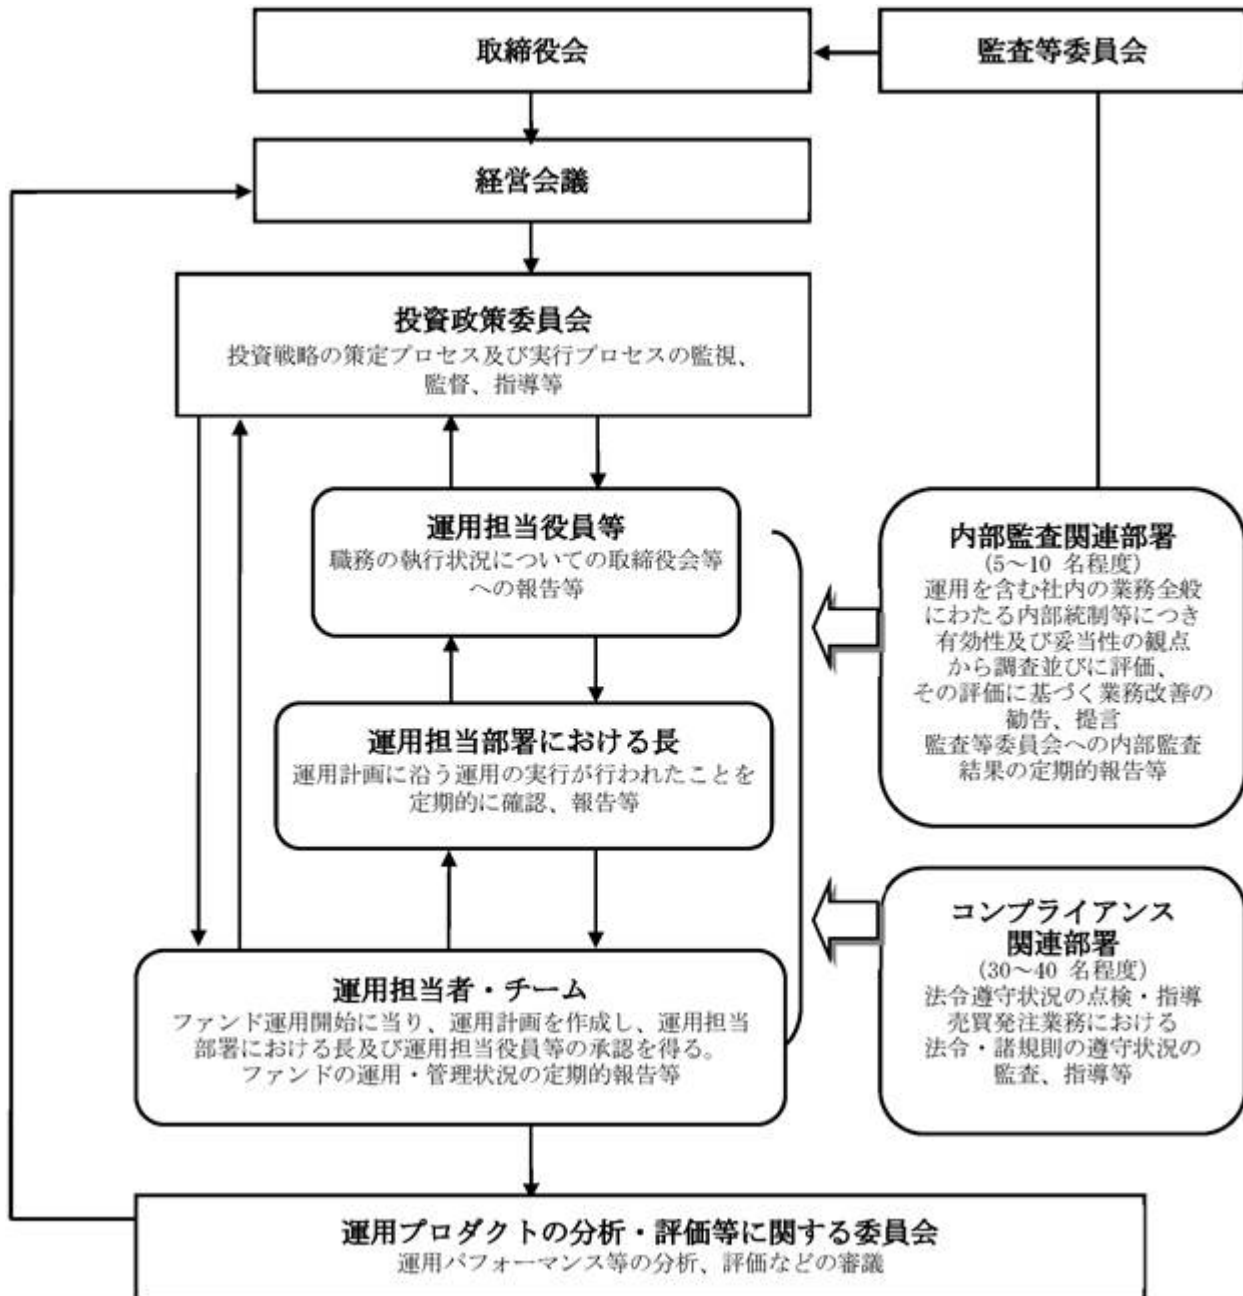 取締役会
監査等委員会
経営会議
投資政策委員会
投資戦略の策定プロセス及び実行プロセスの監視、
監督、指導等
運用担当役員等
職務の執行状況についての取締役会等
への報告等
運用担当部署における長
運用計画に沿う運用の実行が行われたことを
定期的に確認、報告等
運用担当者・チーム
ファンド運用開始に当り、運用計画を作成し、運用担当
部署における長及び運用担当役員等の承認を得る。
ファンドの運用・管理状況の定期的報告等
内部監査関連部署
(5～10 名程度)
運用を含む社内の業務全般
にわたる内部統制等につき
有効性及び妥当性の観点
から調査並びに評価、
その評価に基づく業務改善の
勧告、提言
監査等委員会への内部監査
結果の定期的報告等
コンプライアンス
関連部署
(30～40 名程度)
法令遵守状況の点検・指導
売買発注業務における
法令・諸規則の遵守状況の
監査、指導等
運用プロダクトの分析・評価等に関する委員会
運用パフォーマンス等の分析、評価などの審議